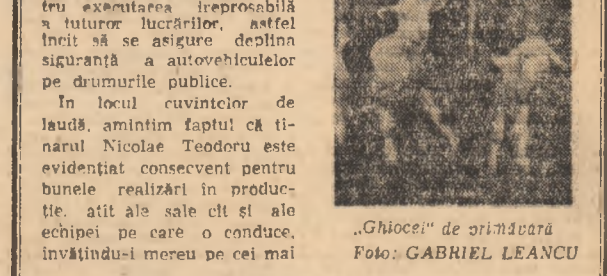 tru executarea ireproșabilă
a tuturor lucrărilor, astfel
încît să se asigure deplina
siguranță a autovehiculelor
pe drumurile publice.
In locul cuvintelor de
laudă, amintim faptul că tî-
nărul Nicolae Teodoru este
evidențiat consecvent pentru
bunele realizări în produc-
ție, atît ale sale cît și ale
echipei pe care o conduce,
învățîndu-i mereu pe cei mai
„Ghiocei" de primăvară
Foto: GABRIEL LEANCU